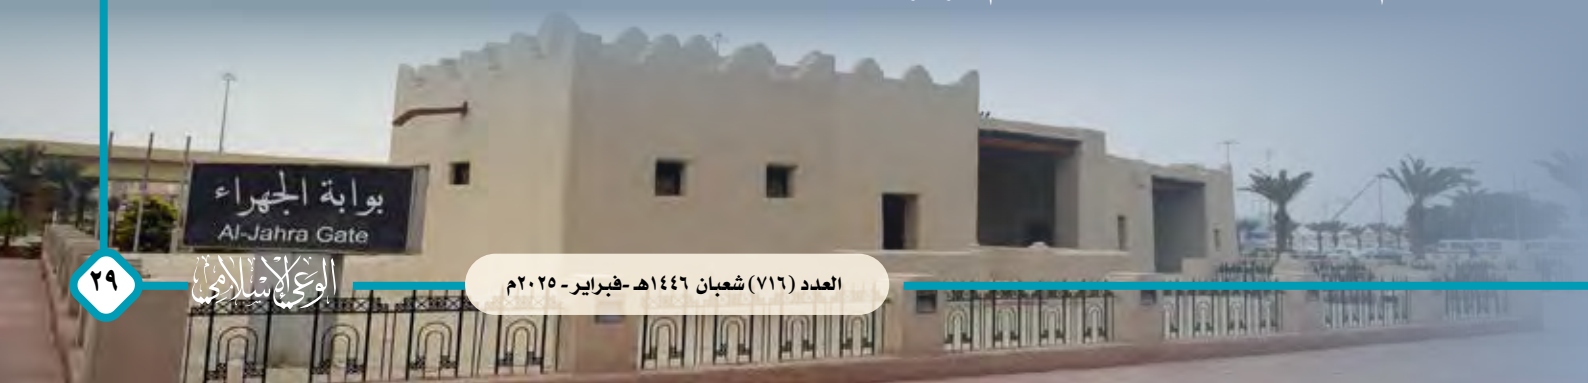 بوابة الجهراء
Al-Jahra Gate
العدد (٧١٦) شعبان ١٤٤٦هـ -فبراير - ٢٠٢٥م
الوعي الإسلامي
٢٩